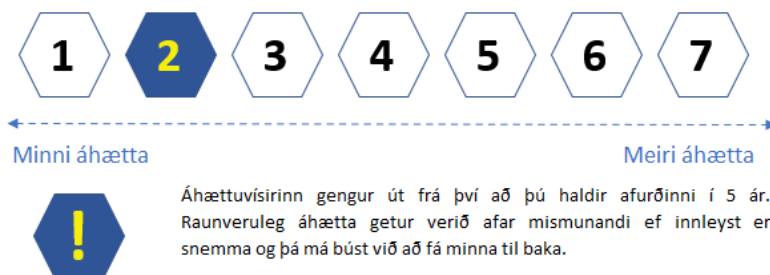 1 2 3 4 5 6 7
Minni áhætta Meiri áhætta
! Áhættuvísirinn gengur út frá því að þú haldir afurðinni í 5 ár.
Raunveruleg áhætta getur verið afar mismunandi ef innleyst er
snemma og þá má búst við að fá minna til baka.